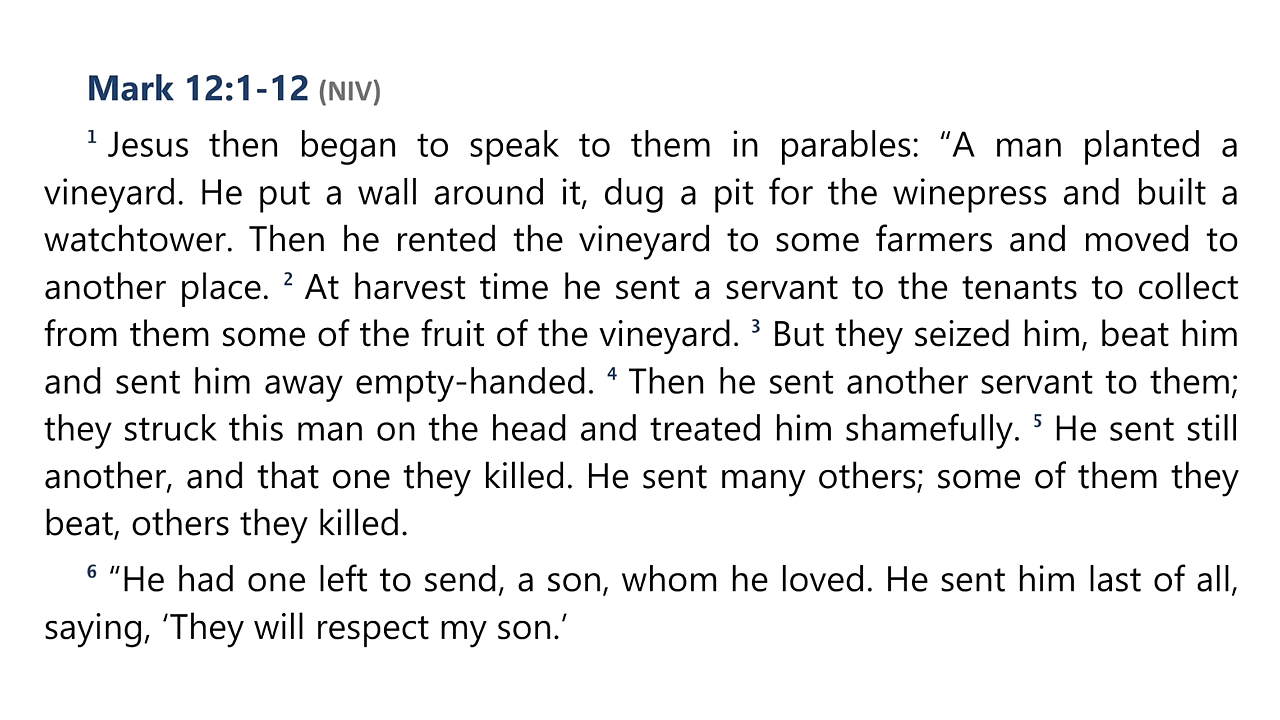 Mark 12:1-12 (NIV)
1 Jesus then began to speak to them in parables: “A man planted a
vineyard. He put a wall around it, dug a pit for the winepress and built a
watchtower. Then he rented the vineyard to some farmers and moved to
another place. 2 At harvest time he sent a servant to the tenants to collect
from them some of the fruit of the vineyard. 3 But they seized him, beat him
and sent him away empty-handed. 4 Then he sent another servant to them;
they struck this man on the head and treated him shamefully. 5 He sent still
another, and that one they killed. He sent many others; some of them they
beat, others they killed.
6 “He had one left to send, a son, whom he loved. He sent him last of all,
saying, ‘They will respect my son.’